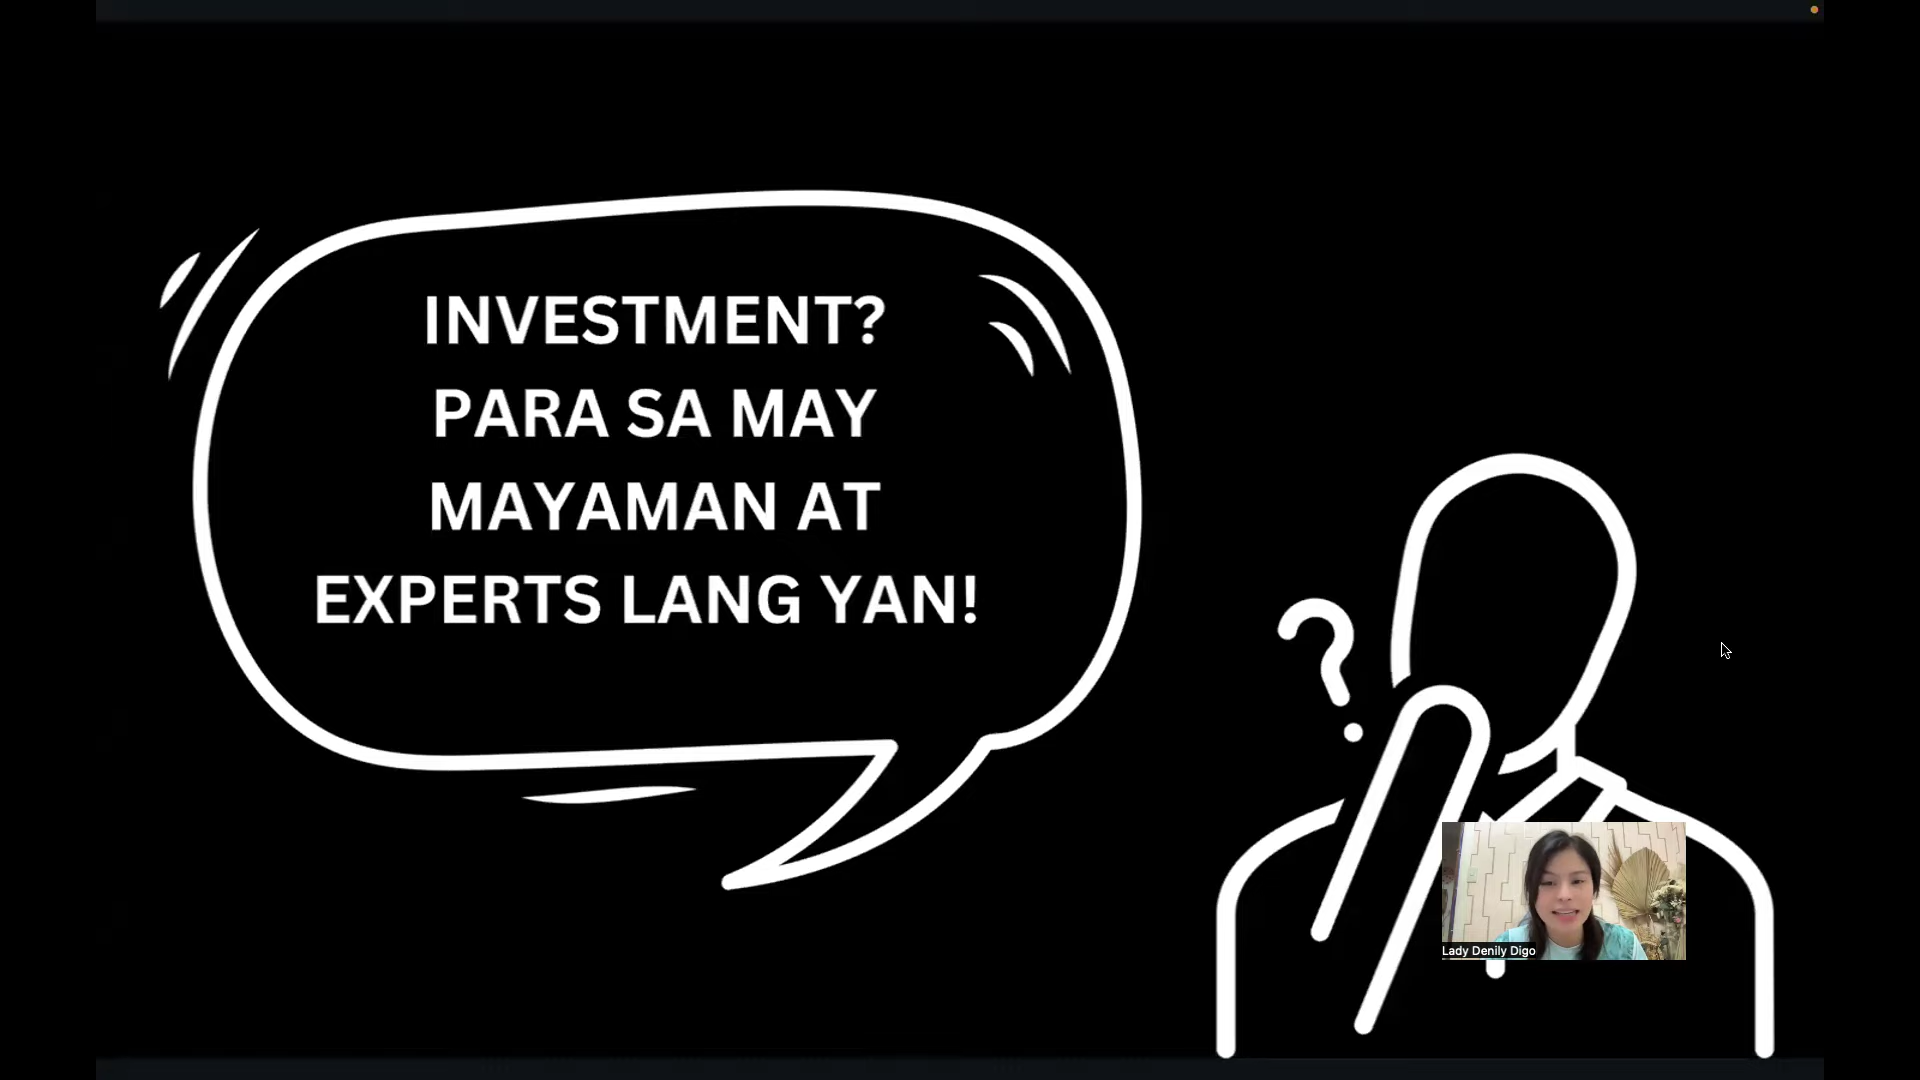 INVESTMENT?
PARA SA MAY
MAYAMAN AT
EXPERTS LANG YAN!
?
Lady Denily Digo